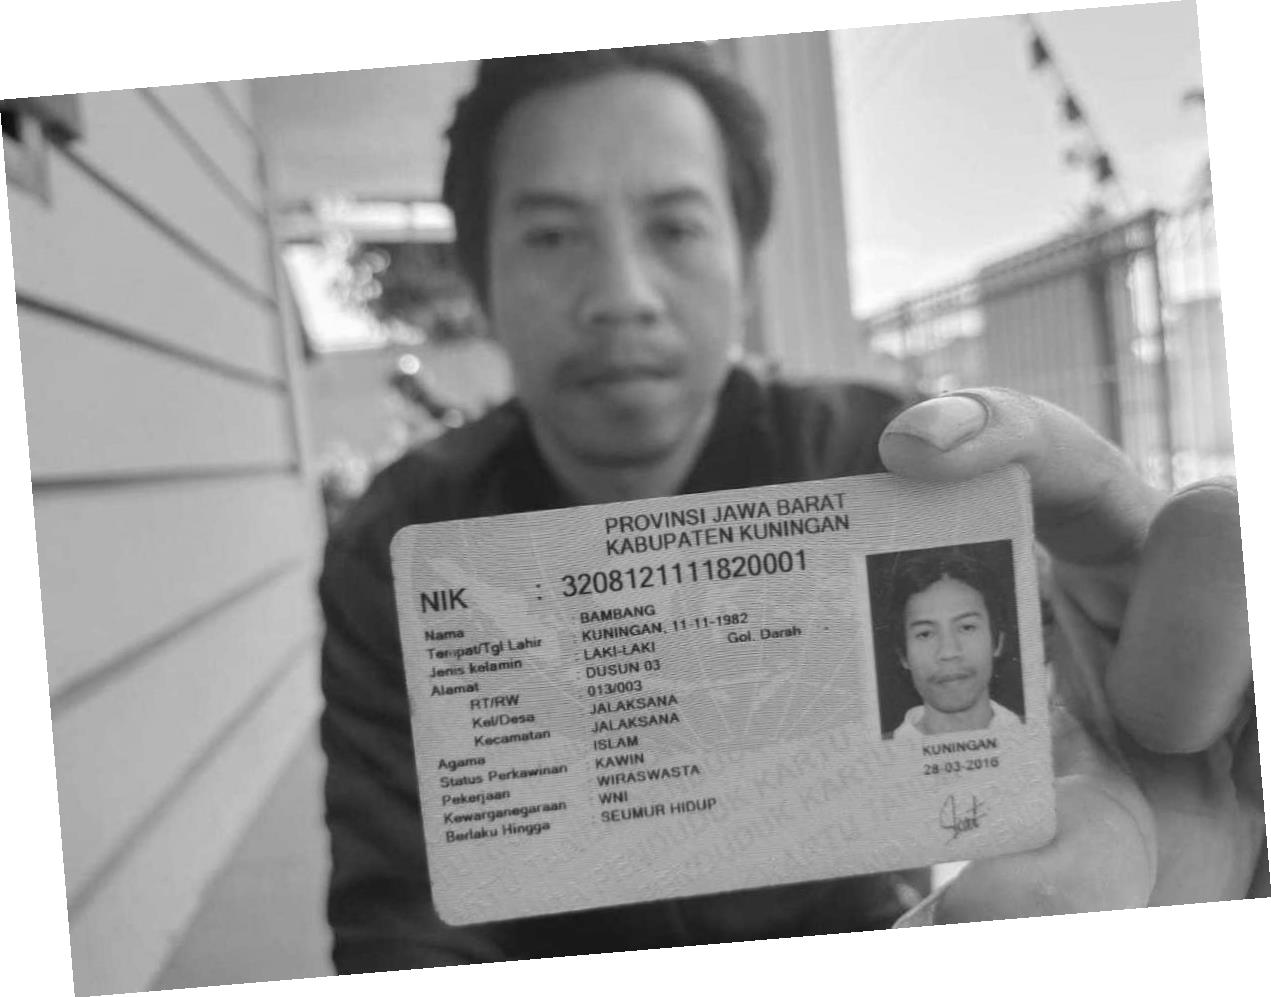 PROVINSI JAWA BARAT
KABUPATEN KUNINGAN
NIK : 3208121111820001
Nama : BAMBANG
Tempat/Tgl Lahir : KUNINGAN, 11-11-1982
Jenis kelamin : LAKI-LAKI Gol. Darah -
Alamat : DUSUN 03
RT/RW : 013/003
Kel/Desa : JALAKSANA
Kecamatan : JALAKSANA
Agama : ISLAM
Status Perkawinan : KAWIN
Pekerjaan : WIRASWASTA
Kewarganegaraan : WNI
Berlaku Hingga : SEUMUR HIDUP
KUNINGAN
28-03-2016